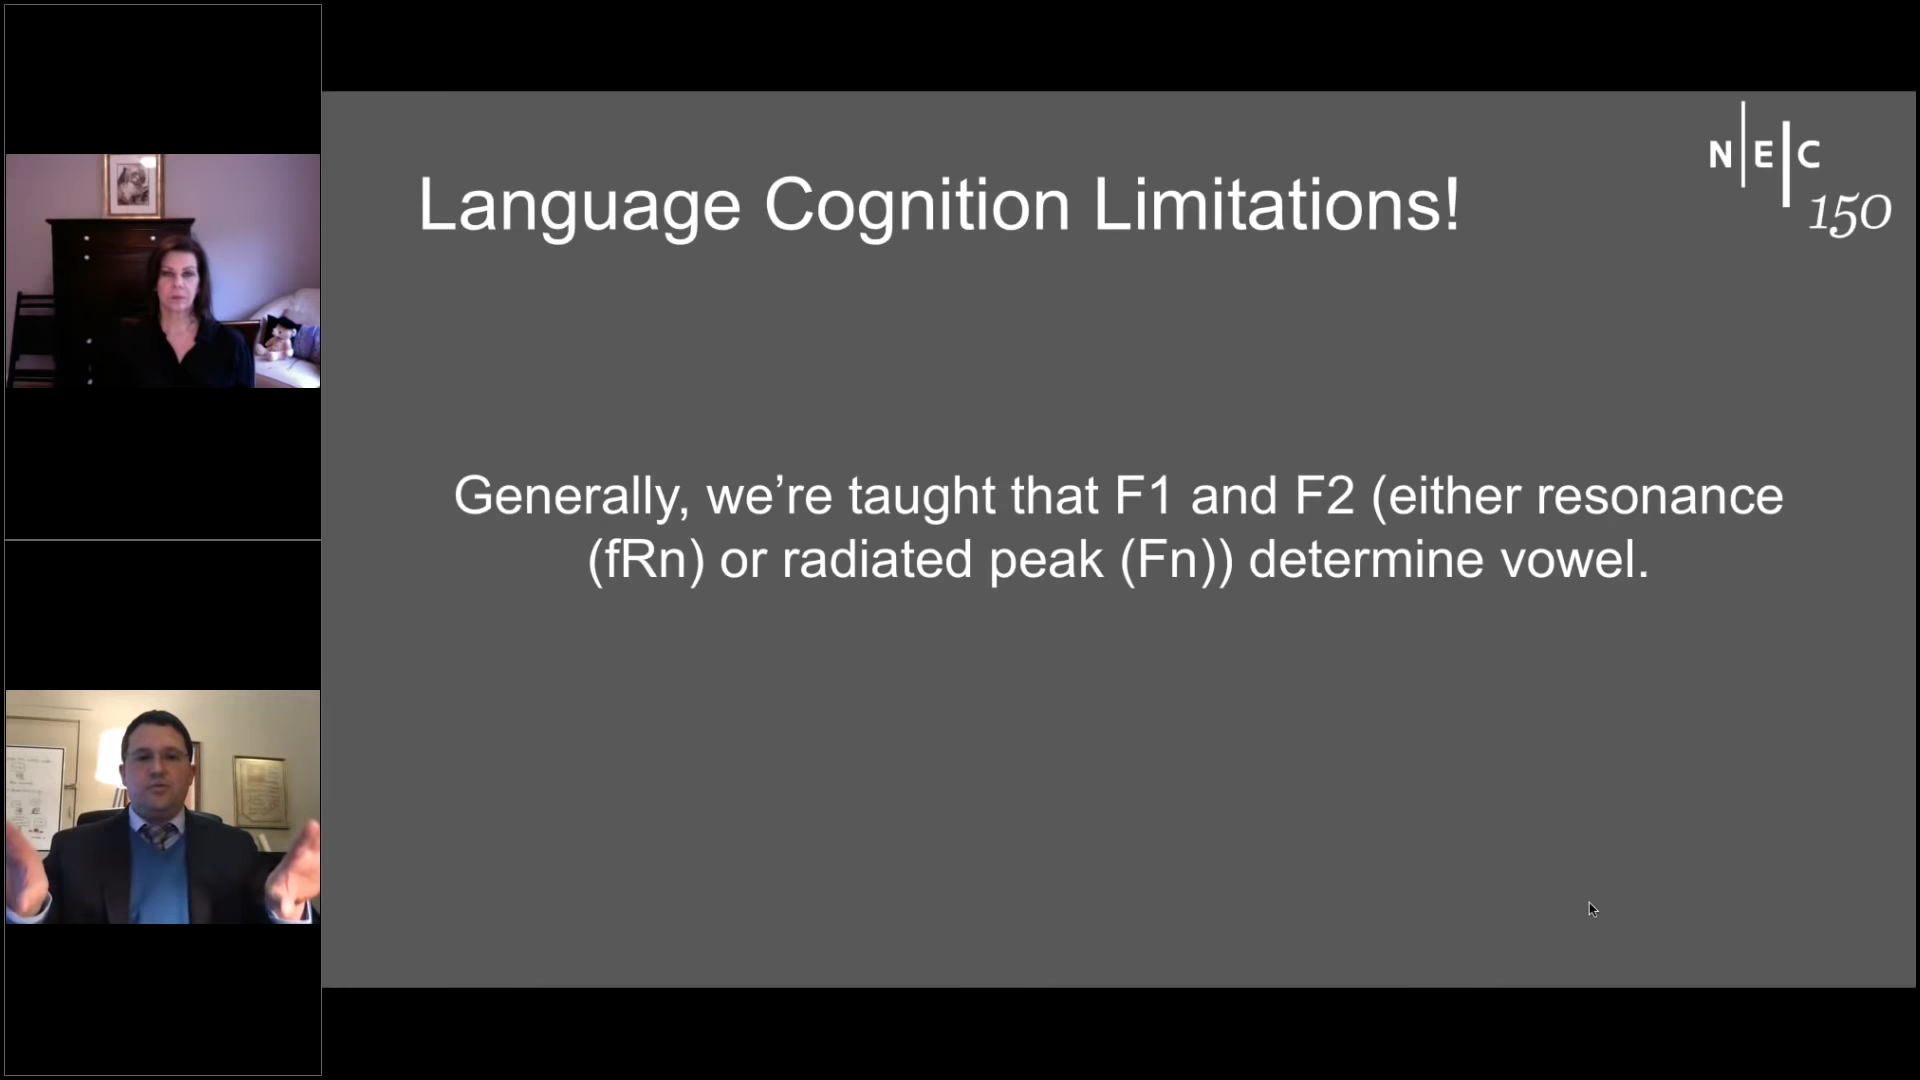 Language Cognition Limitations!
NEC
150
Generally, we’re taught that F1 and F2 (either resonance
(fRn) or radiated peak (Fn)) determine vowel.